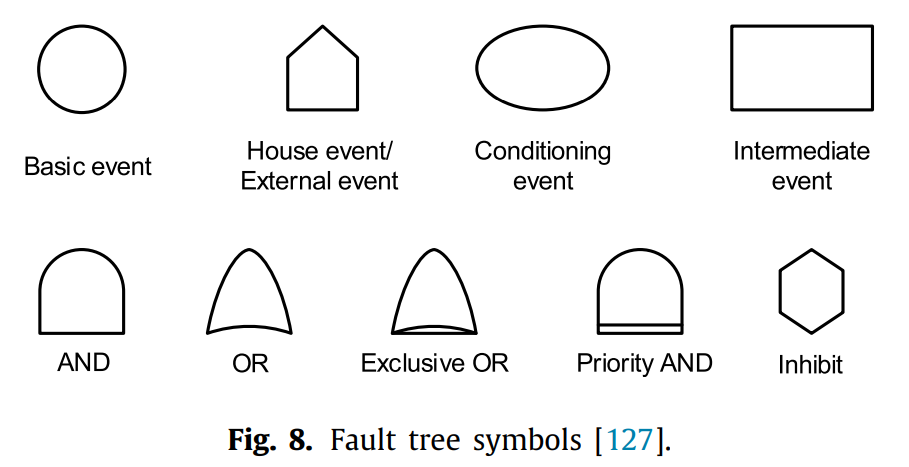 Basic event
House event/
External event
Conditioning
event
Intermediate
event
AND
OR
Exclusive OR
Priority AND
Inhibit
Fig. 8. Fault tree symbols [127].